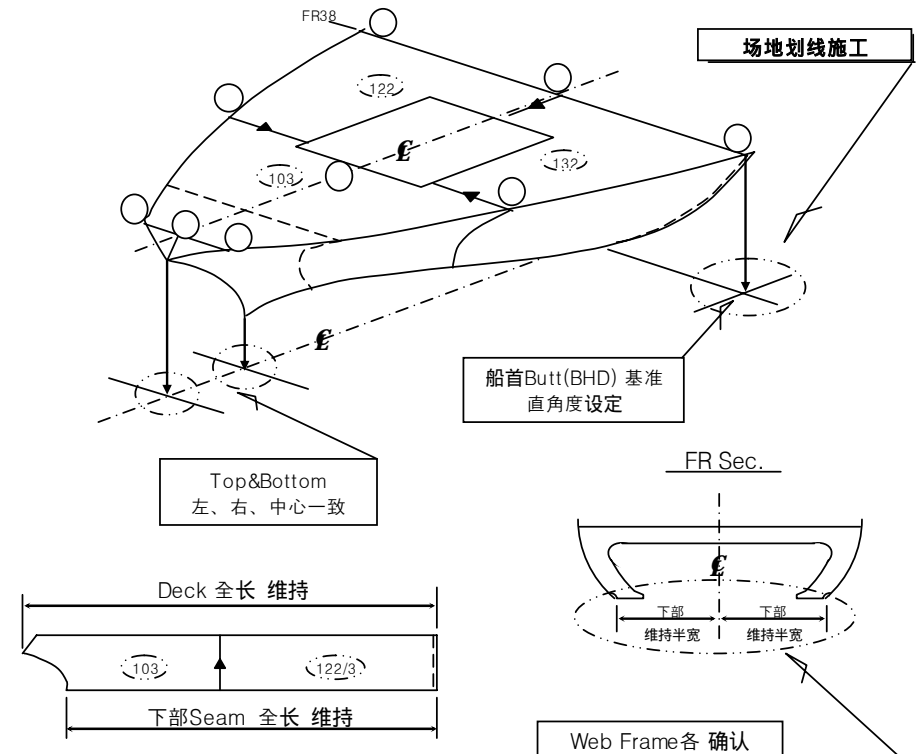 FR38
场地划线施工
122
℄
132
103
℄
船首Butt(BHD) 基准
直角度设定
Top&Bottom
左、右、中心一致
FR Sec.
℄
下部 下部
维持半宽 维持半宽
Deck 全长 维持
103 122/3
下部Seam 全长 维持
Web Frame各 确认